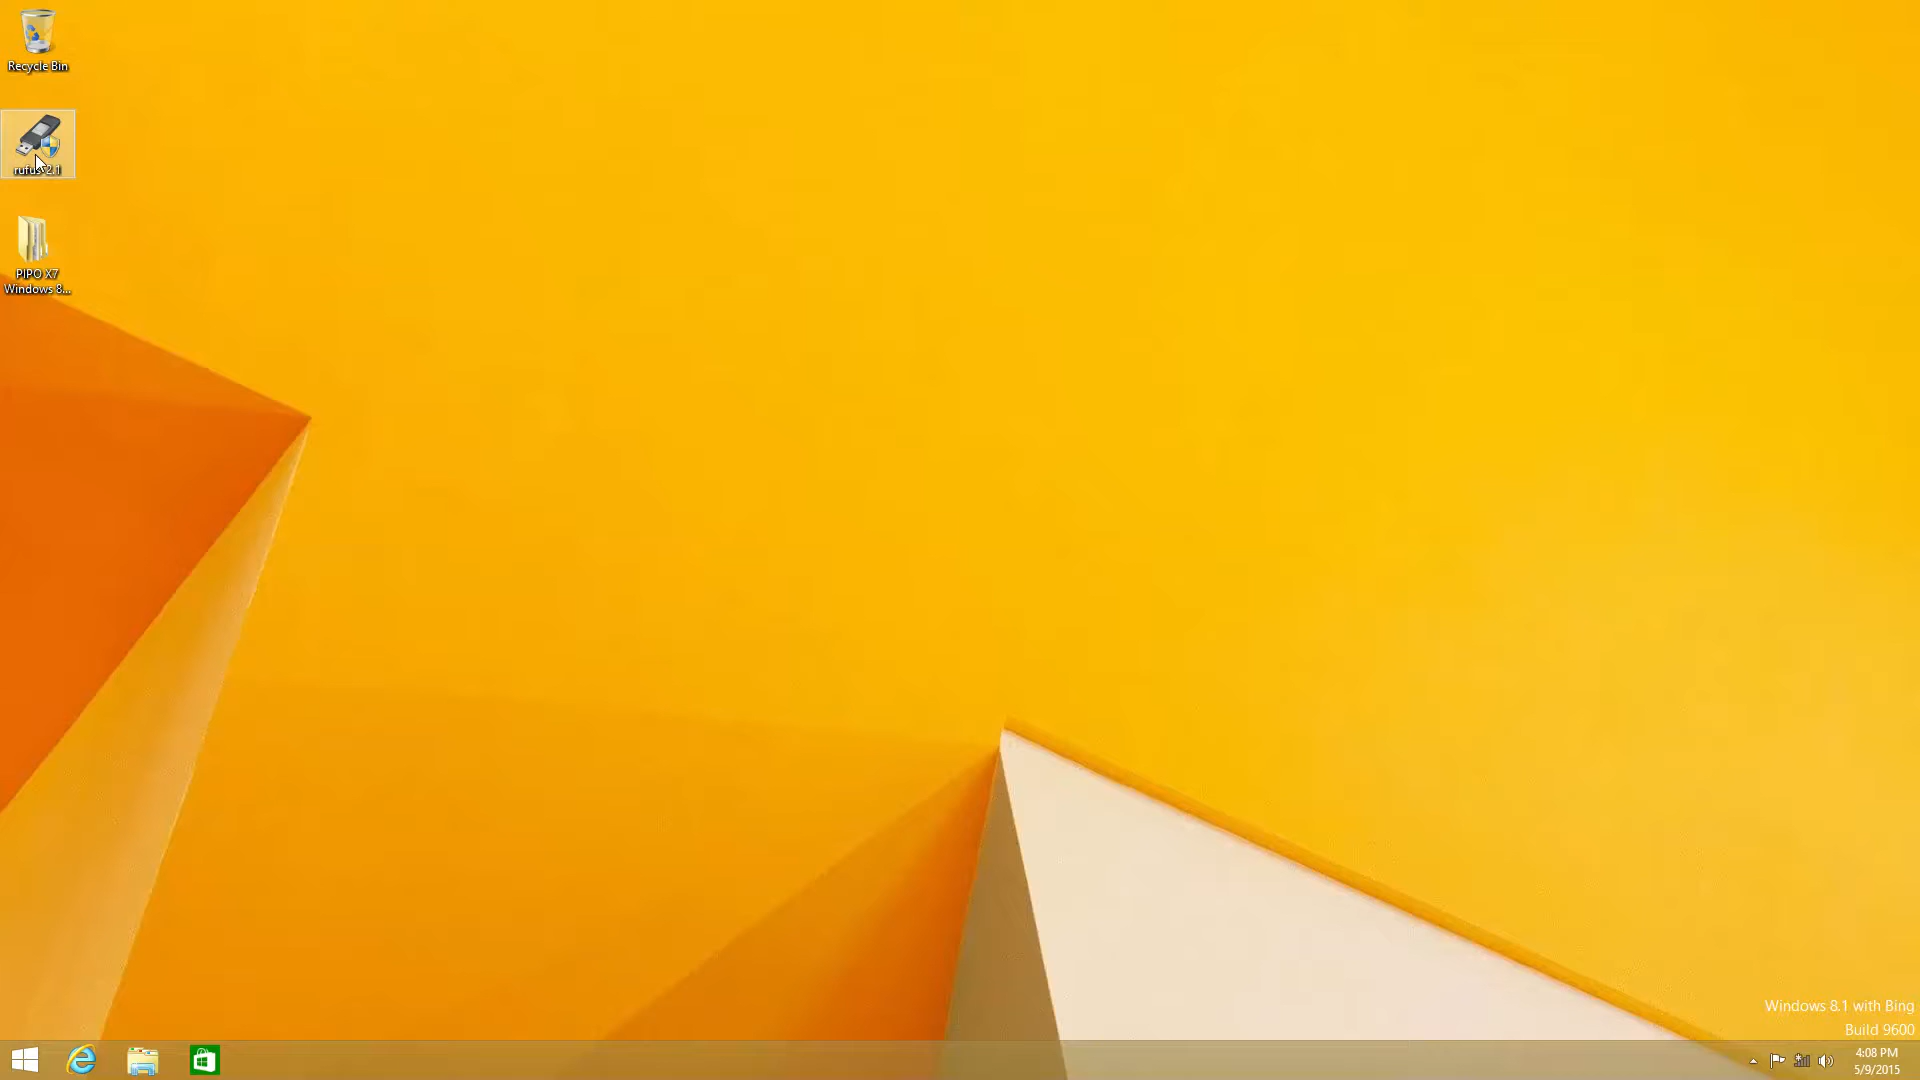 Recycle Bin
rufus-2.1
PIPO X7
Windows 8...
Windows 8.1 with Bing
Build 9600
4:08 PM
5/9/2015